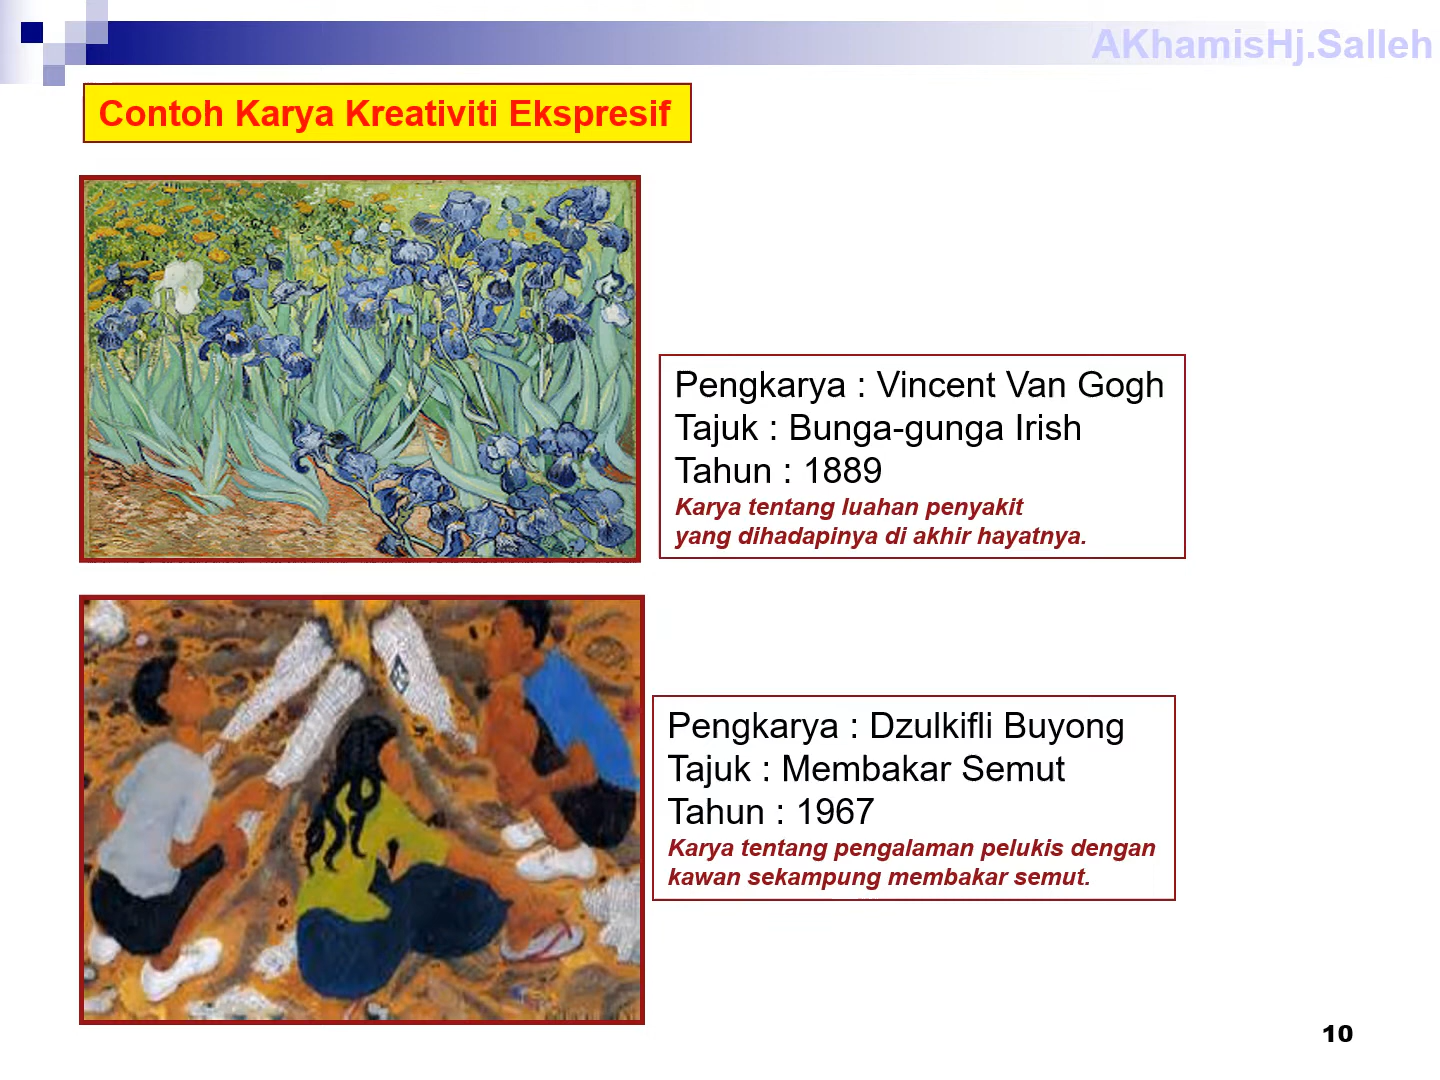 AKhamisHj.Salleh
Contoh Karya Kreativiti Ekspresif
Pengkarya : Vincent Van Gogh
Tajuk : Bunga-gunga Irish
Tahun : 1889
Karya tentang luahan penyakit
yang dihadapinya di akhir hayatnya.
Pengkarya : Dzulkifli Buyong
Tajuk : Membakar Semut
Tahun : 1967
Karya tentang pengalaman pelukis dengan
kawan sekampung membakar semut.
10